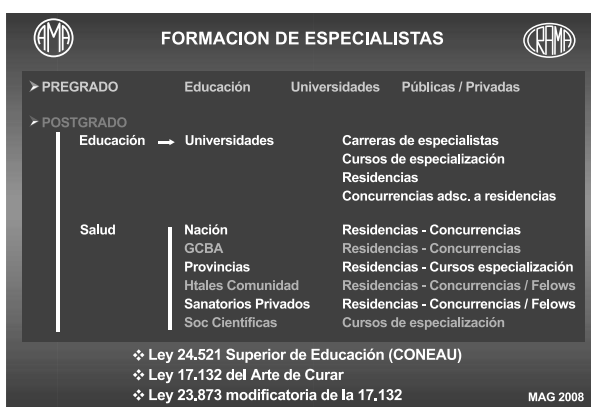 AMA
FORMACION DE ESPECIALISTAS
CRAMA
➢ PREGRADO Educación Universidades Públicas / Privadas
➢ POSTGRADO
Educación → Universidades Carreras de especialistas
Cursos de especialización
Residencias
Concurrencias adsc. a residencias
Salud Nación Residencias - Concurrencias
GCBA Residencias - Concurrencias
Provincias Residencias - Cursos especialización
Htales Comunidad Residencias - Concurrencias / Felows
Sanatorios Privados Residencias - Concurrencias / Felows
Soc Científicas Cursos de especialización
❖ Ley 24.521 Superior de Educación (CONEAU)
❖ Ley 17.132 del Arte de Curar
❖ Ley 23,873 modificatoria de la 17.132
MAG 2008